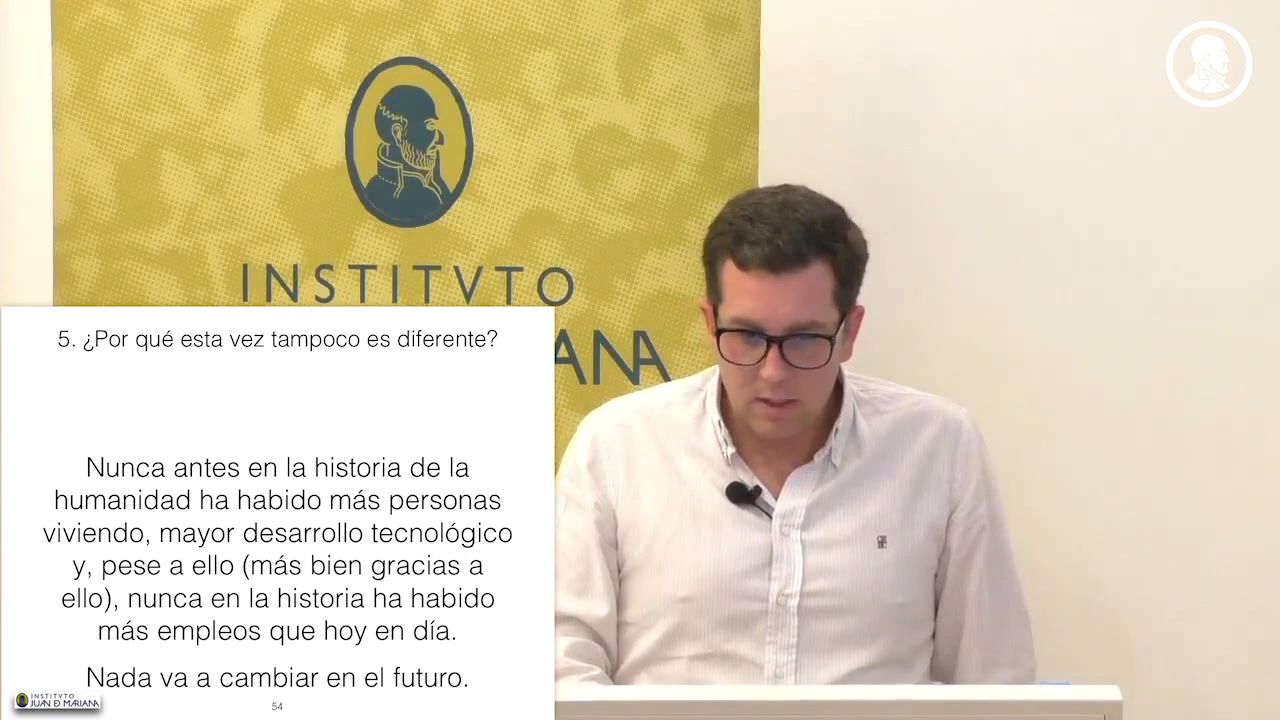 INSTITVTO
ANA
5. ¿Por qué esta vez tampoco es diferente?
Nunca antes en la historia de la
humanidad ha habido más personas
viviendo, mayor desarrollo tecnológico
y, pese a ello (más bien gracias a
ello), nunca en la historia ha habido
más empleos que hoy en día.
Nada va a cambiar en el futuro.
INSTITVTO
JUAN DE MARIANA
54